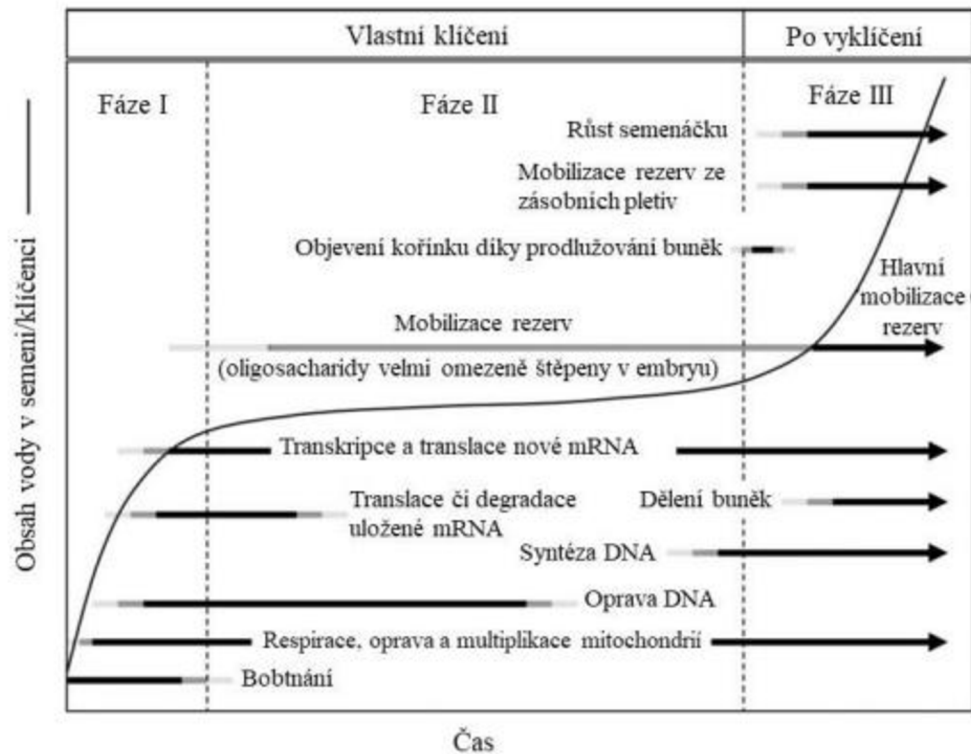 Vlastní klíčení
Po vyklíčení
Fáze I
Fáze II
Fáze III
Růst semenáčku
Mobilizace rezerv ze
zásobních pletiv
Objevení kořínku díky prodlužování buněk
Hlavní
mobilizace
rezerv
Mobilizace rezerv
(oligosacharidy velmi omezeně štěpeny v embryu)
Transkripce a translace nové mRNA
Translace či degradace
uložené mRNA
Dělení buněk
Syntéza DNA
Oprava DNA
Respirace, oprava a multiplikace mitochondrií
Bobtnání
Obsah vody v semeni/klíčenci
Čas